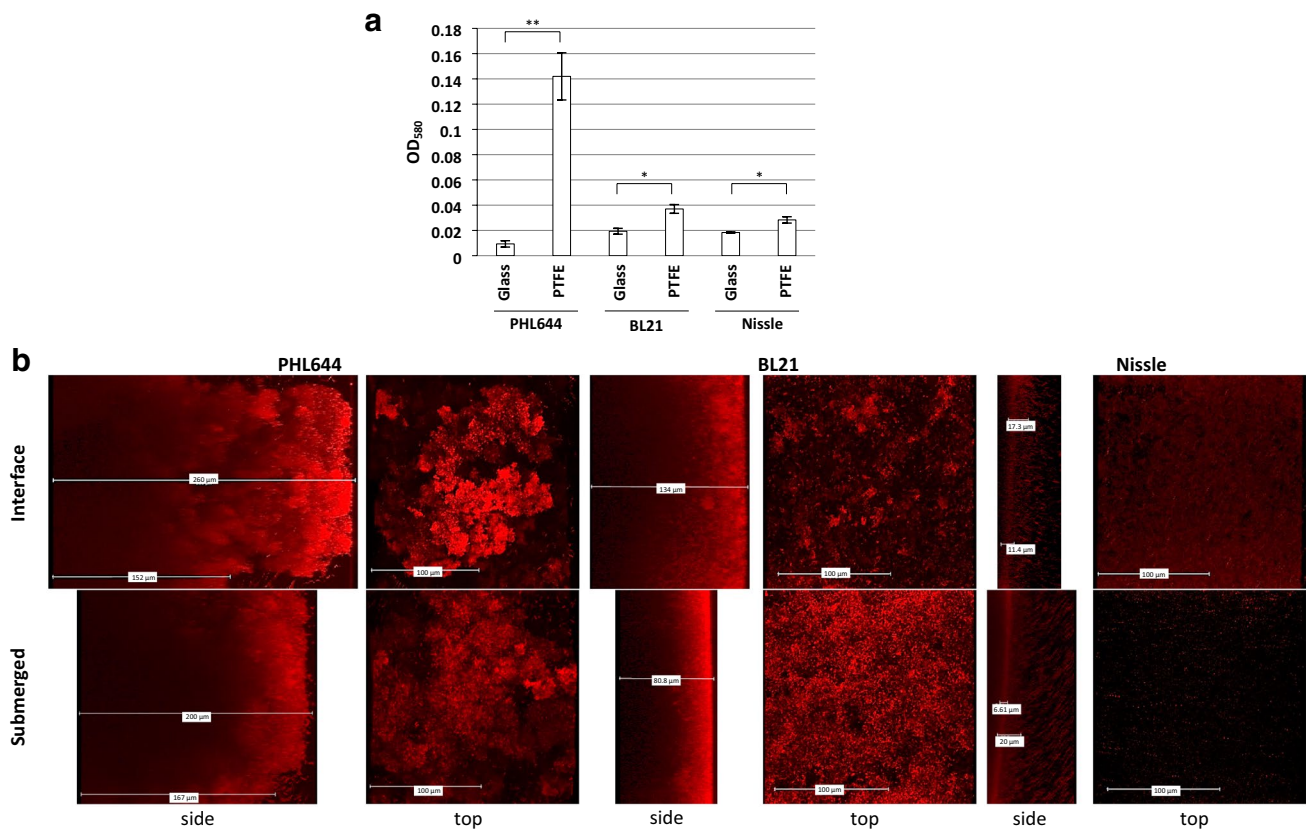 a
**
0.18
0.16
0.14
0.12
0.1
0.08
0.06
0.04
0.02
0
OD580
*
*
Glass
PTFE
Glass
PTFE
Glass
PTFE
PHL644
BL21
Nissle
b
PHL644
BL21
Nissle
Interface
260 µm
152 µm
100 µm
134 µm
100 µm
17.3 µm
11.4 µm
100 µm
Submerged
200 µm
167 µm
100 µm
80.8 µm
100 µm
6.61 µm
20 µm
100 µm
side
top
side
top
side
top